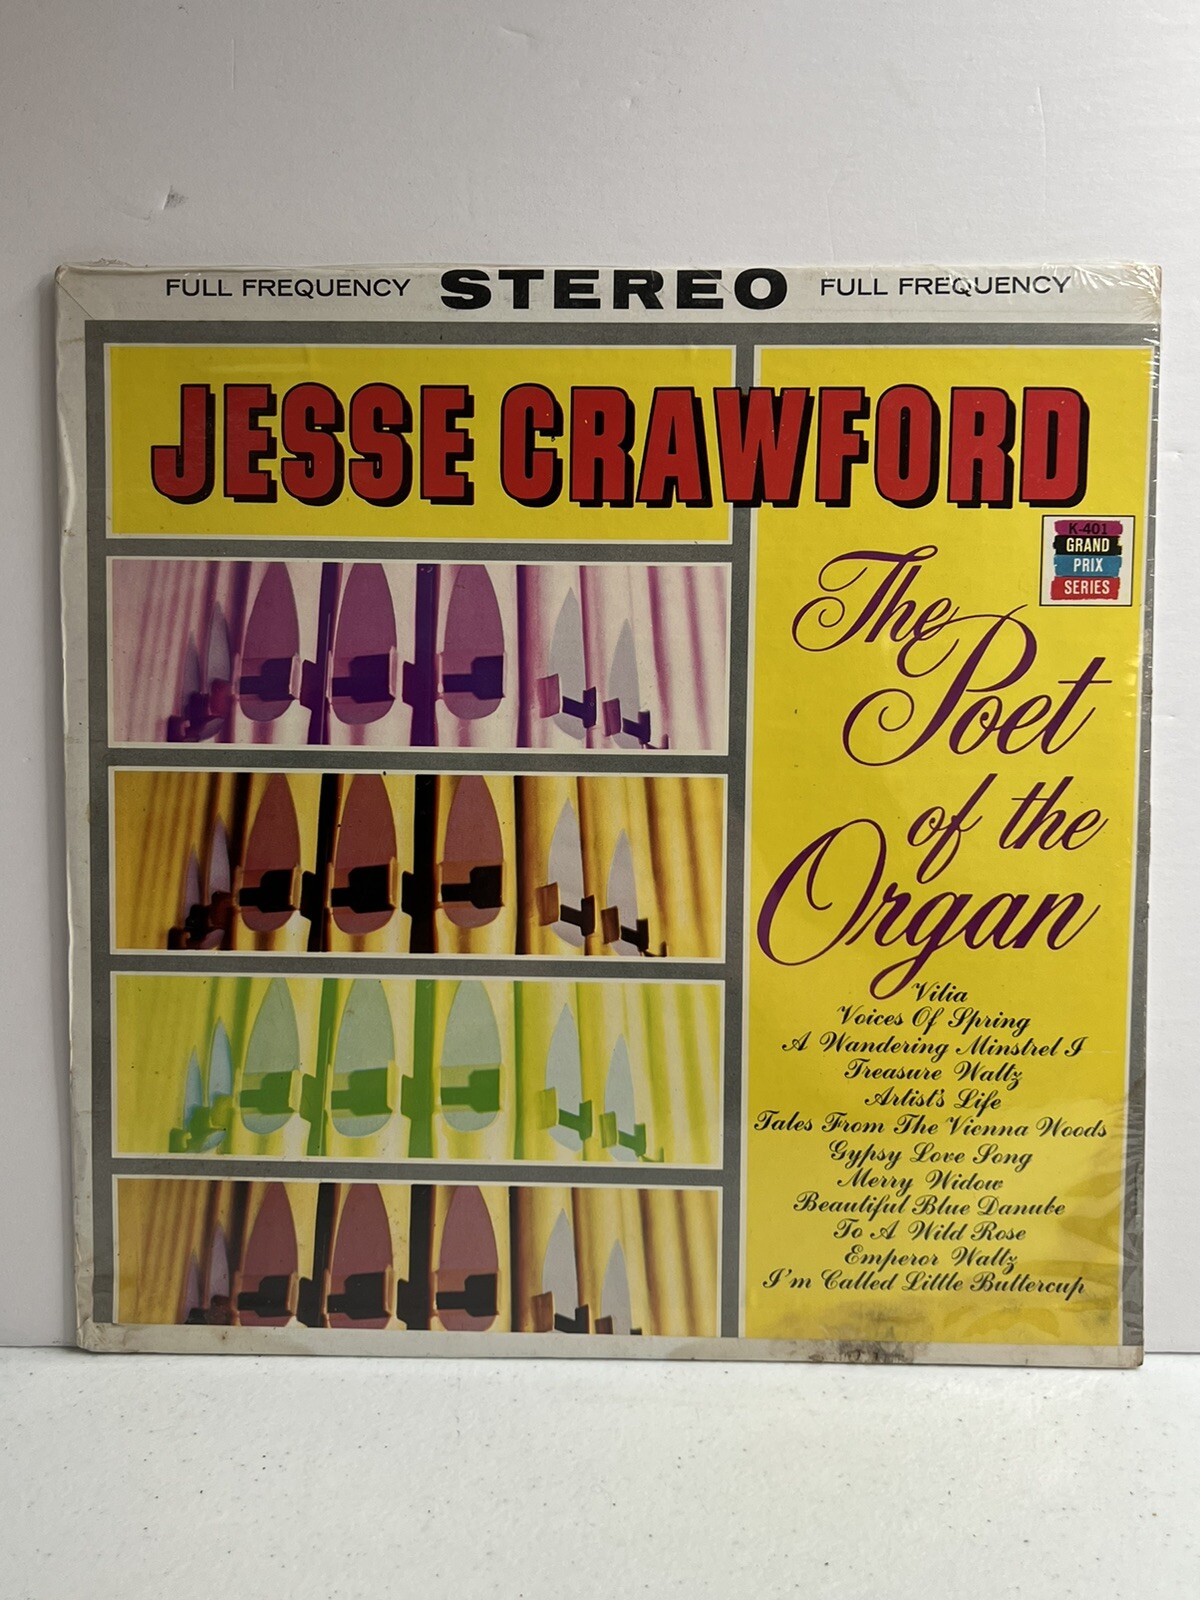 FULL FREQUENCY STEREO FULL FREQUENCY
JESSE CRAWFORD
K-401
GRAND
PRIX
SERIES
The
Poet
of the
Organ
Vilia
Voices Of Spring
A Wandering Minstrel I
Treasure Waltz
Artist's Life
Tales From The Vienna Woods
Gypsy Love Song
Merry Widow
Beautiful Blue Danube
To A Wild Rose
Emperor Waltz
I'm Called Little Buttercup